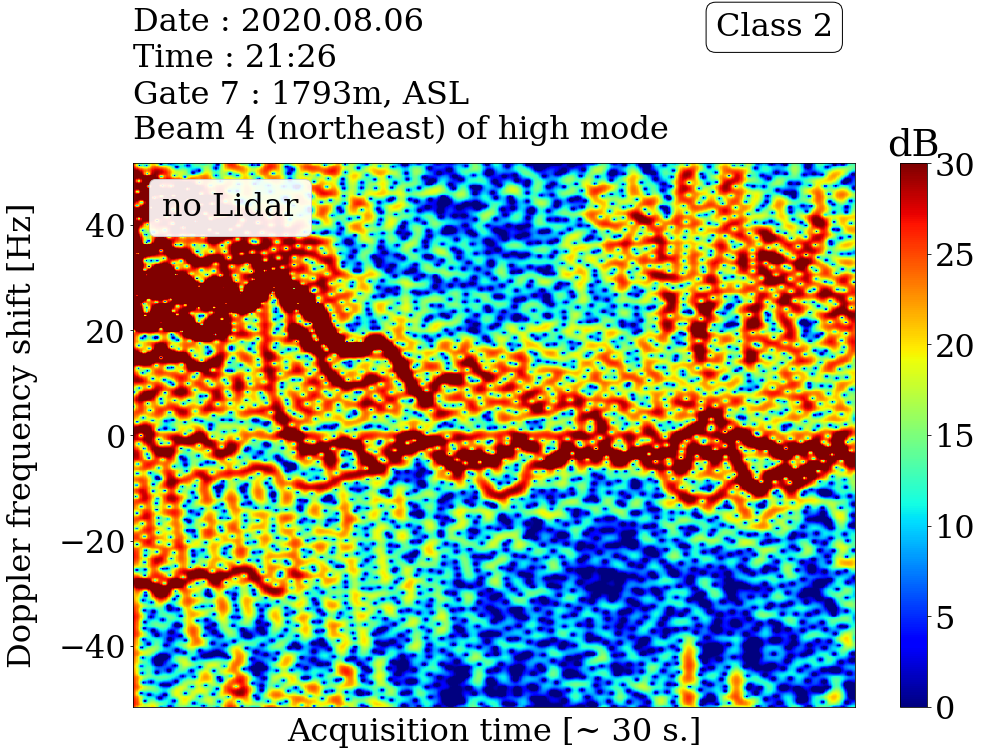 Date : 2020.08.06
Time : 21:26
Gate 7 : 1793m, ASL
Beam 4 (northeast) of high mode
Class 2
dB
no Lidar
Doppler frequency shift [Hz]
40
20
0
−20
−40
30
25
20
15
10
5
0
Acquisition time [~ 30 s.]